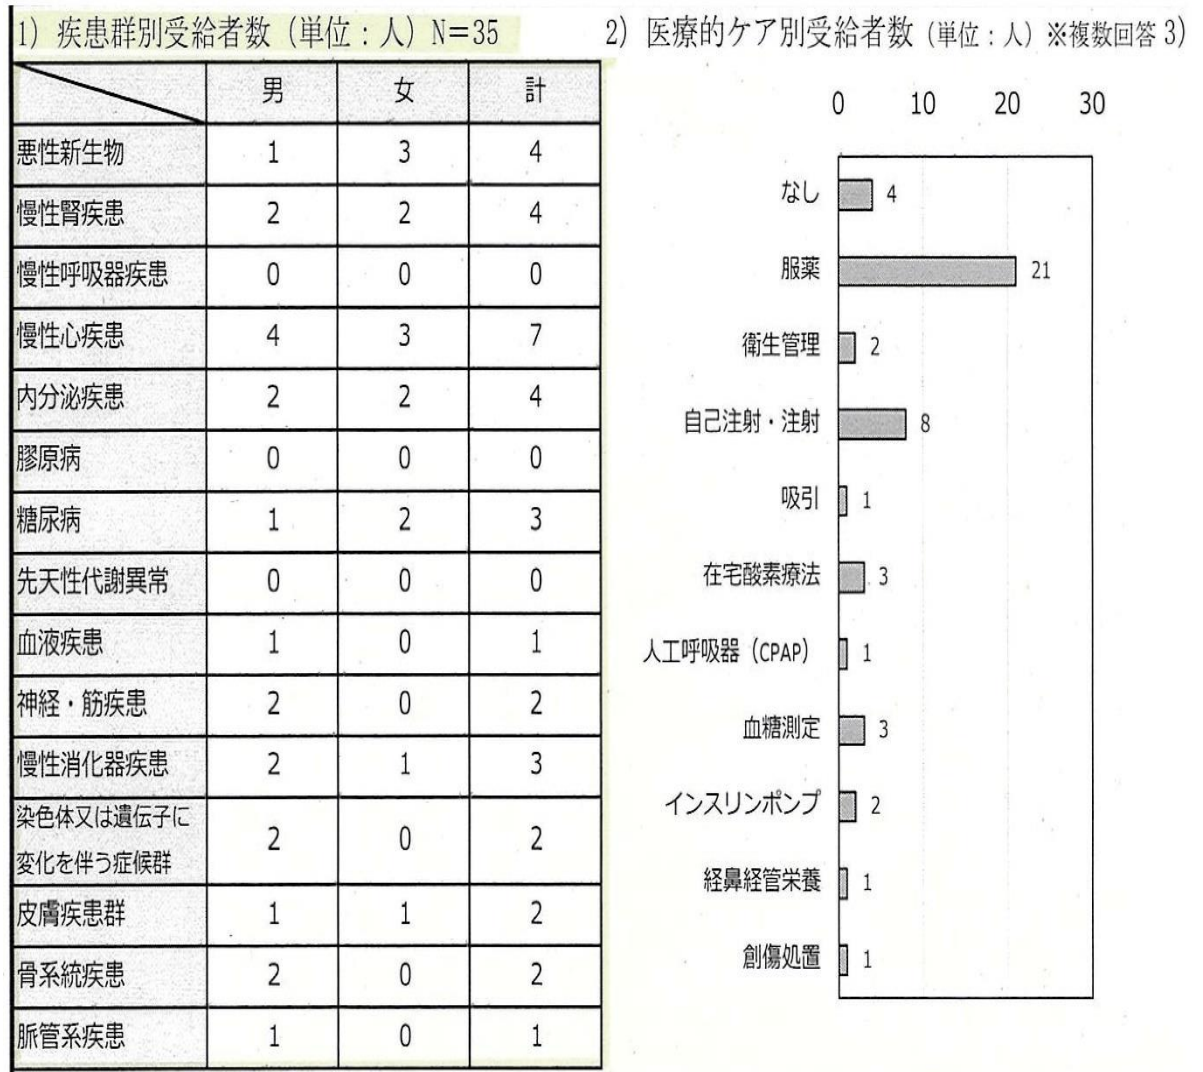 1) 疾患群別受給者数（単位：人）N＝35
男 女 計
悪性新生物 1 3 4
慢性腎疾患 2 2 4
慢性呼吸器疾患 0 0 0
慢性心疾患 4 3 7
内分泌疾患 2 2 4
膠原病 0 0 0
糖尿病 1 2 3
先天性代謝異常 0 0 0
血液疾患 1 0 1
神経・筋疾患 2 0 2
慢性消化器疾患 2 1 3
染色体又は遺伝子に
変化を伴う症候群 2 0 2
皮膚疾患群 1 1 2
骨系統疾患 2 0 2
脈管系疾患 1 0 1
2) 医療的ケア別受給者数（単位：人）※複数回答 3)
0 10 20 30
なし 4
服薬 21
衛生管理 2
自己注射・注射 8
吸引 1
在宅酸素療法 3
人工呼吸器（CPAP） 1
血糖測定 3
インスリンポンプ 2
経鼻経管栄養 1
創傷処置 1